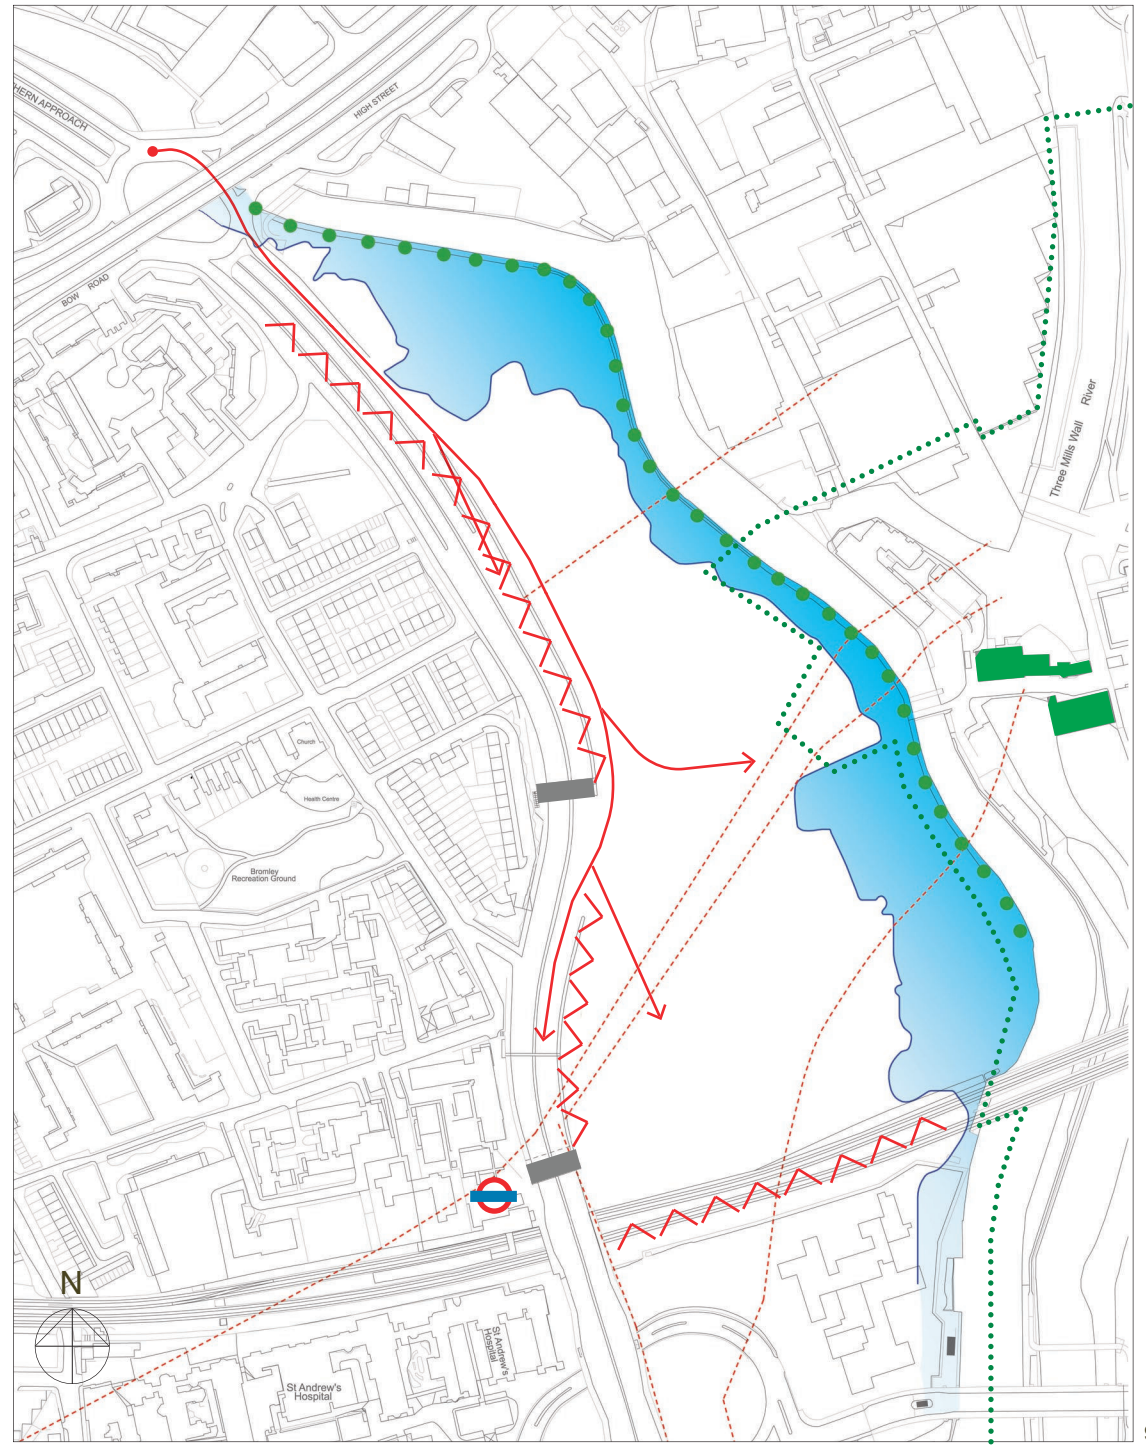 HERN APPROACH
HIGH STREET
BOW ROAD
Three Mills Wall River
Church
Health Centre
Bromley
Recreation Ground
N
St Andrew's
Hospital
St Andrew's
Hospital